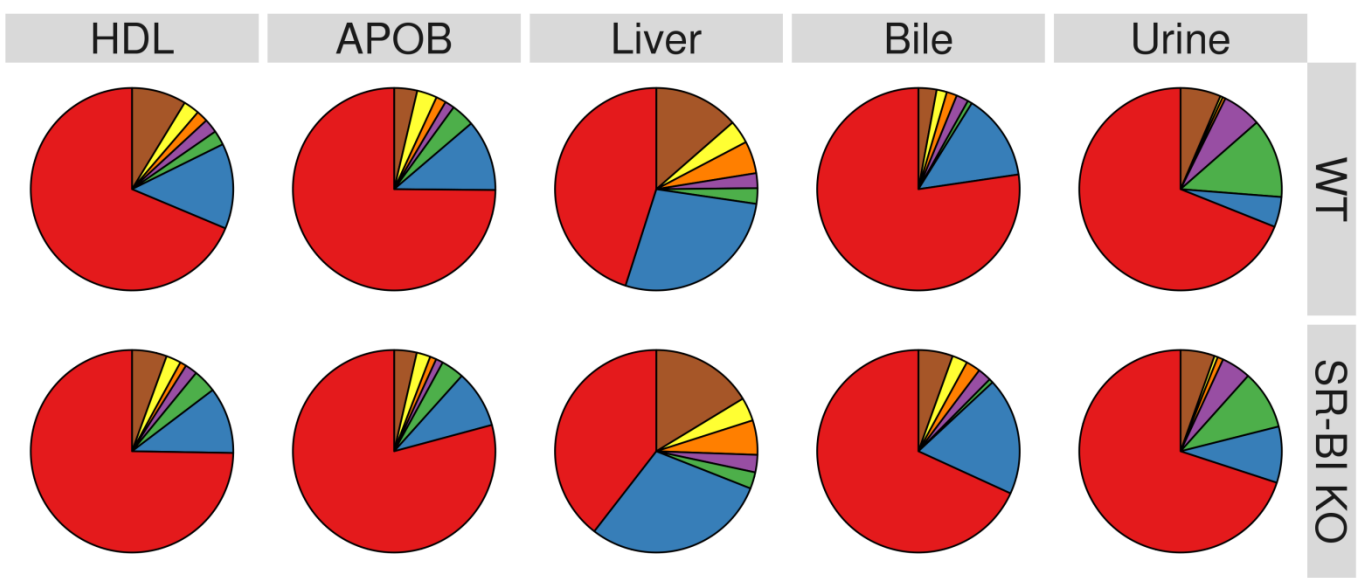 HDL
APOB
Liver
Bile
Urine
WT
SR-BI KO